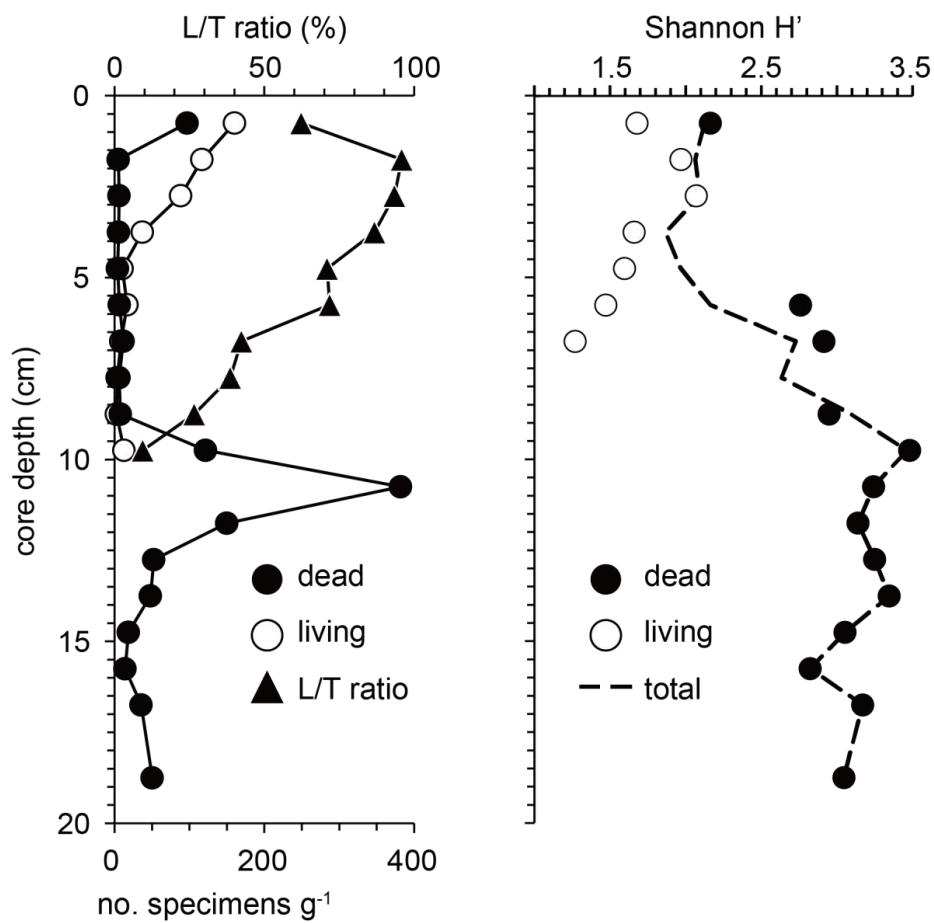 L/T ratio (%)
0 50 100
0
5
10
15
20
core depth (cm)
dead
living
L/T ratio
0 200 400
no. specimens g⁻¹
Shannon H’
1.5 2.5 3.5
dead
living
total